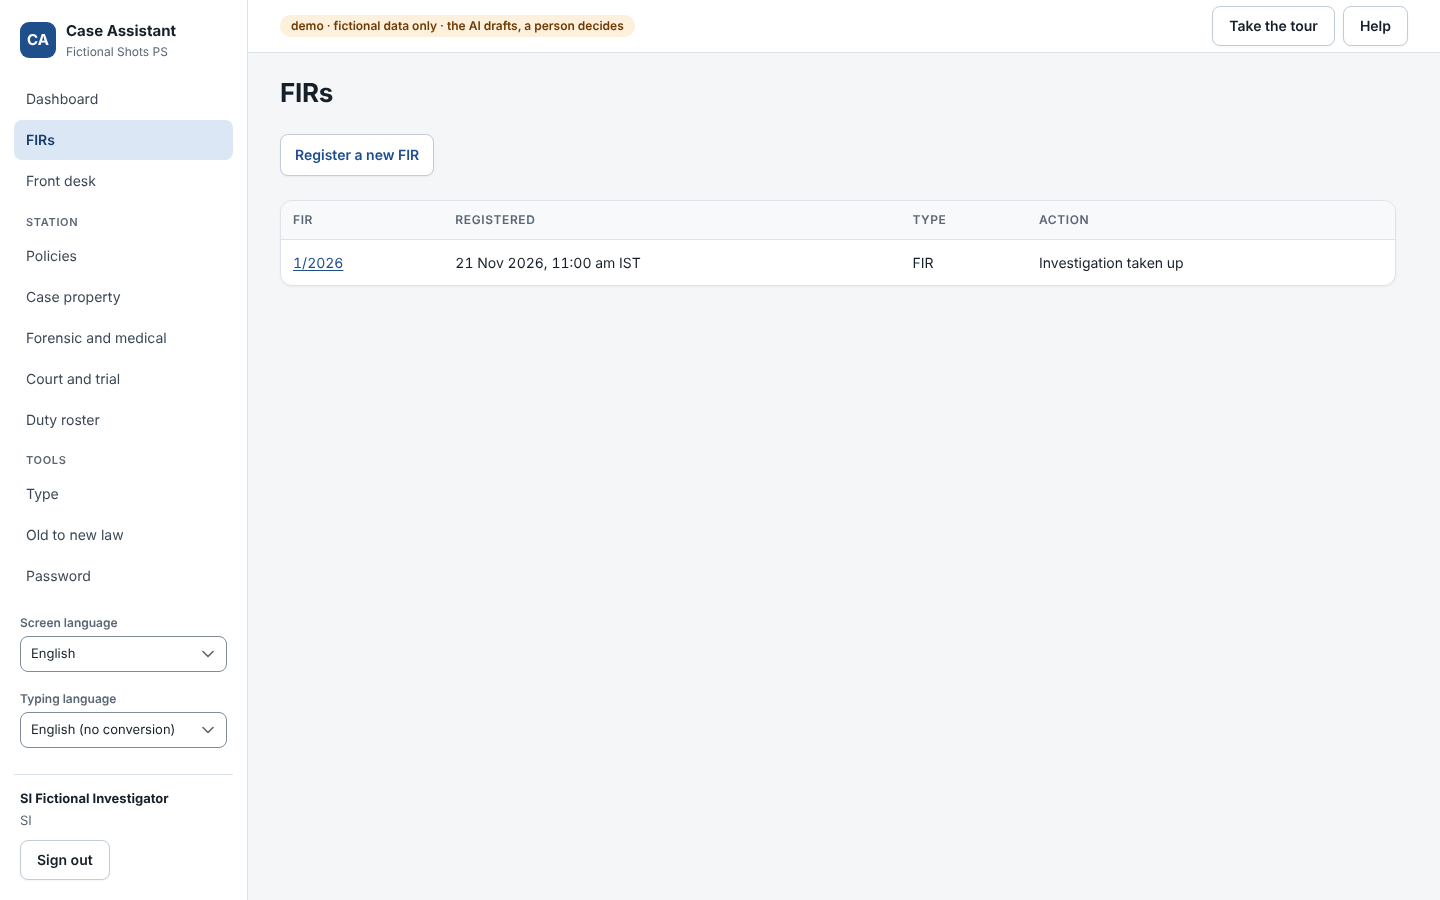 CA
Case Assistant
Fictional Shots PS
Dashboard
FIRs
Front desk
STATION
Policies
Case property
Forensic and medical
Court and trial
Duty roster
TOOLS
Type
Old to new law
Password
Screen language
English
Typing language
English (no conversion)
SI Fictional Investigator
SI
Sign out
demo · fictional data only · the AI drafts, a person decides
Take the tour
Help
FIRs
Register a new FIR
FIR REGISTERED TYPE ACTION
1/2026 21 Nov 2026, 11:00 am IST FIR Investigation taken up